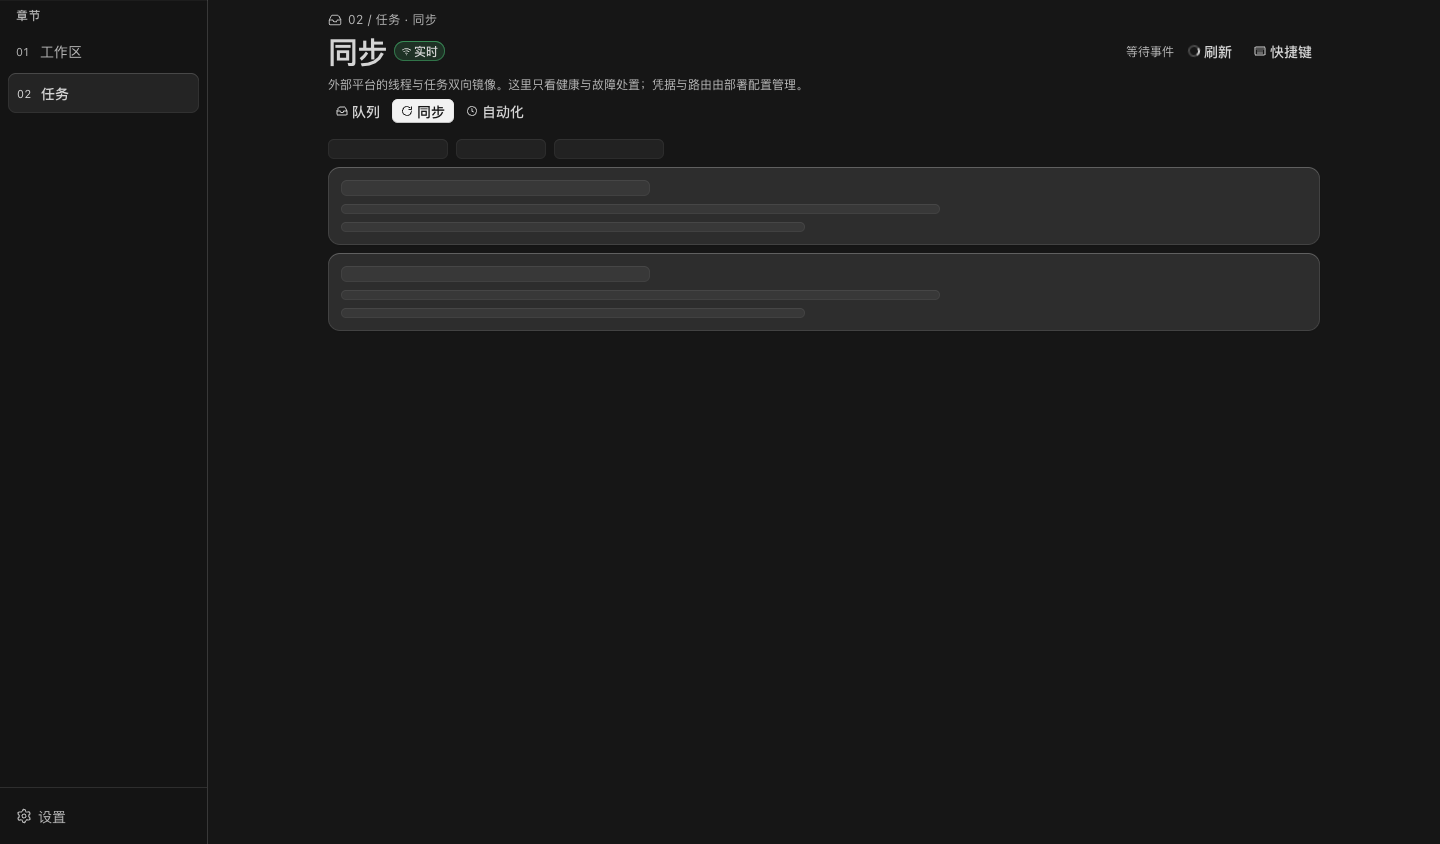 章节
01 工作区
02 任务
设置
02 / 任务 · 同步
同步 实时
等待事件 刷新 快捷键
外部平台的线程与任务双向镜像。这里只看健康与故障处置；凭据与路由由部署配置管理。
队列 同步 自动化